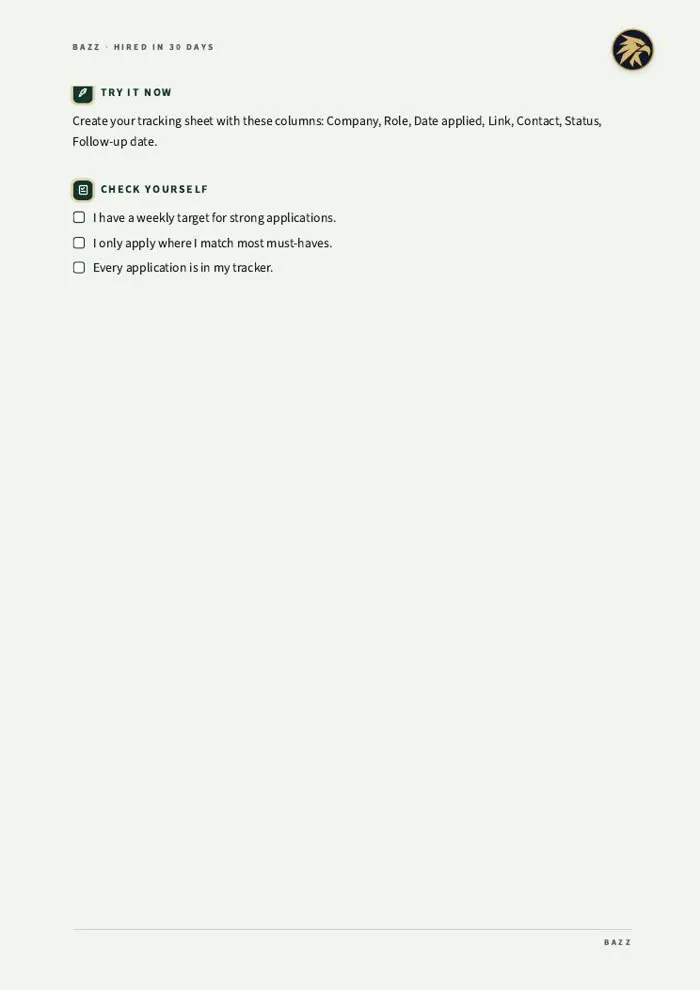 BAZZ · HIRED IN 30 DAYS
TRY IT NOW
Create your tracking sheet with these columns: Company, Role, Date applied, Link, Contact, Status,
Follow-up date.
CHECK YOURSELF
I have a weekly target for strong applications.
I only apply where I match most must-haves.
Every application is in my tracker.
BAZZ